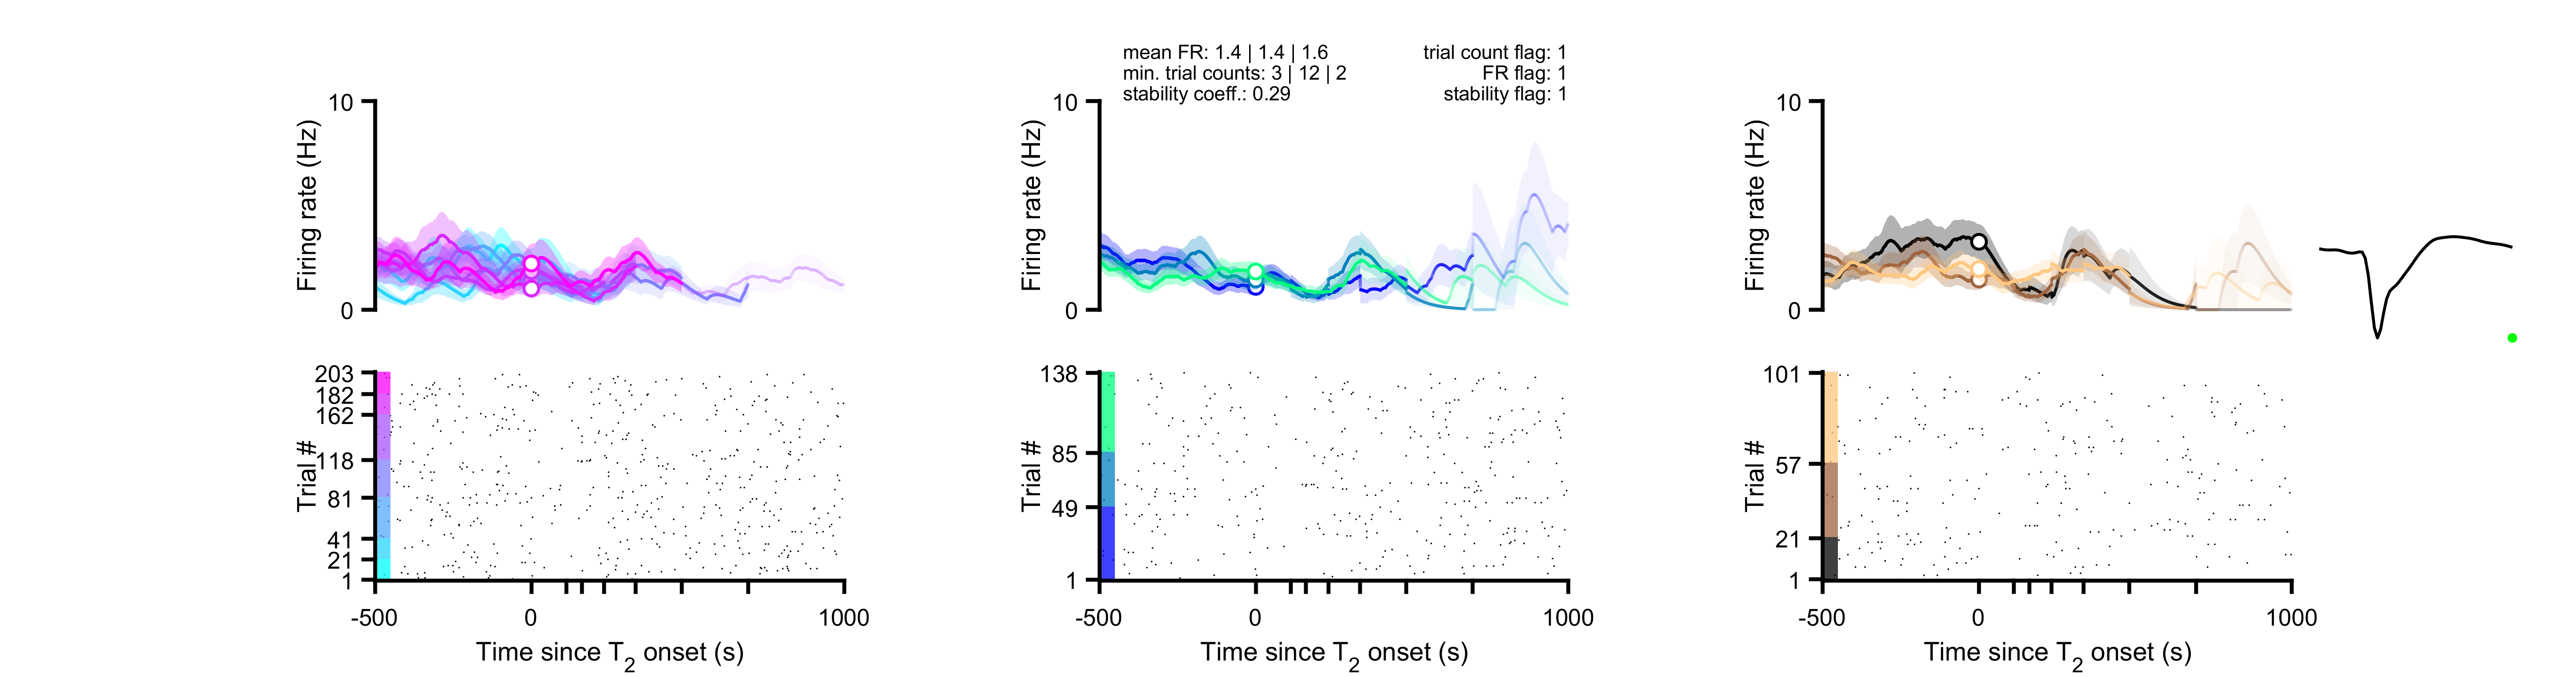 mean FR: 1.4 | 1.4 | 1.6
min. trial counts: 3 | 12 | 2
stability coeff.: 0.29
trial count flag: 1
FR flag: 1
stability flag: 1
10
Firing rate (Hz)
0
10
Firing rate (Hz)
0
10
Firing rate (Hz)
0
203
182
162
118
81
41
21
1
Trial #
-500
0
1000
Time since T2 onset (s)
138
85
49
1
Trial #
-500
0
1000
Time since T2 onset (s)
101
57
21
1
Trial #
-500
0
1000
Time since T2 onset (s)